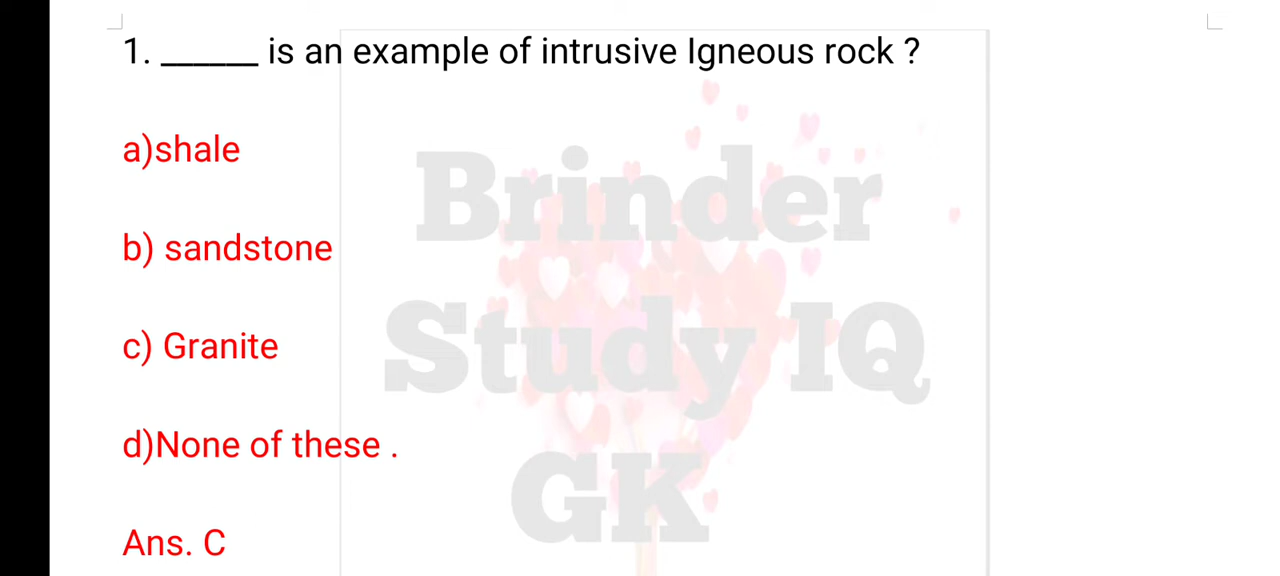 1. ______ is an example of intrusive Igneous rock ?
a)shale
b) sandstone
c) Granite
d)None of these .
Ans. C
Brinder
Study IQ
GK